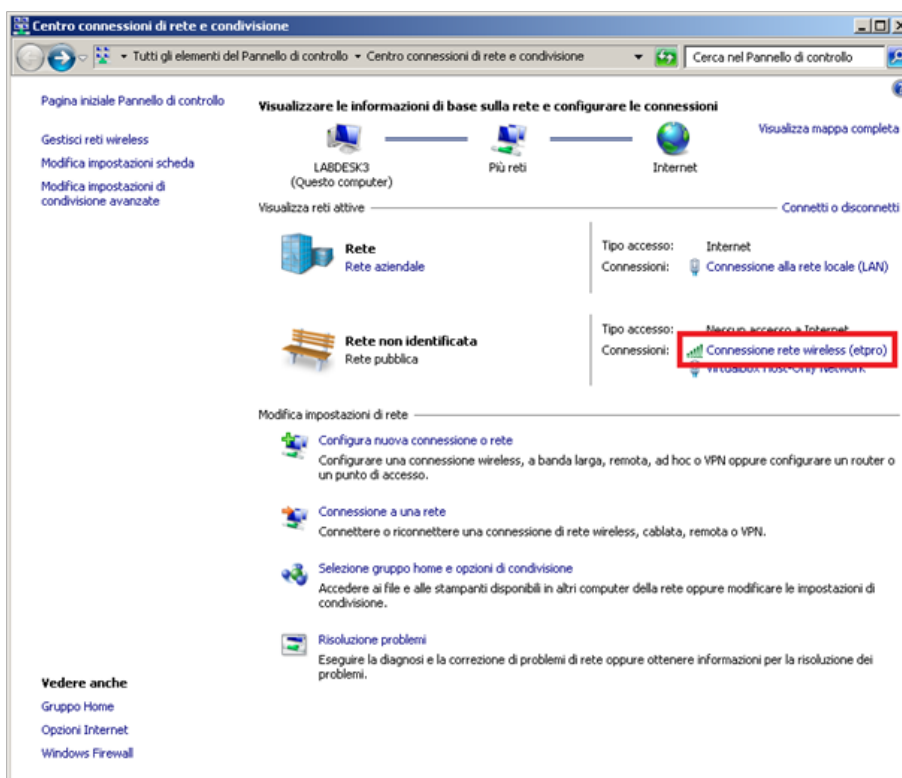 Centro connessioni di rete e condivisione
Tutti gli elementi del Pannello di controllo Centro connessioni di rete e condivisione Cerca nel Pannello di controllo
Pagina iniziale Pannello di controllo
Gestisci reti wireless
Modifica impostazioni scheda
Modifica impostazioni di
condivisione avanzate
Visualizzare le informazioni di base sulla rete e configurare le connessioni
Visualizza mappa completa
LABDESK3
(Questo computer)
Più reti
Internet
Visualizza reti attive
Connetti o disconnetti
Rete
Rete aziendale
Tipo accesso: Internet
Connessioni: Connessione alla rete locale (LAN)
Rete non identificata
Rete pubblica
Tipo accesso: Nessun accesso a Internet
Connessioni: Connessione rete wireless (etpro)
Virtualbox Host-Only Network
Modifica impostazioni di rete
Configura nuova connessione o rete
Configurare una connessione wireless, a banda larga, remota, ad hoc o VPN oppure configurare un router o
un punto di accesso.
Connessione a una rete
Connettere o riconnettere una connessione di rete wireless, cablata, remota o VPN.
Selezione gruppo home e opzioni di condivisione
Accedere ai file e alle stampanti disponibili in altri computer della rete oppure modificare le impostazioni di
condivisione.
Risoluzione problemi
Eseguire la diagnosi e la correzione di problemi di rete oppure ottenere informazioni per la risoluzione dei
problemi.
Vedere anche
Gruppo Home
Opzioni Internet
Windows Firewall